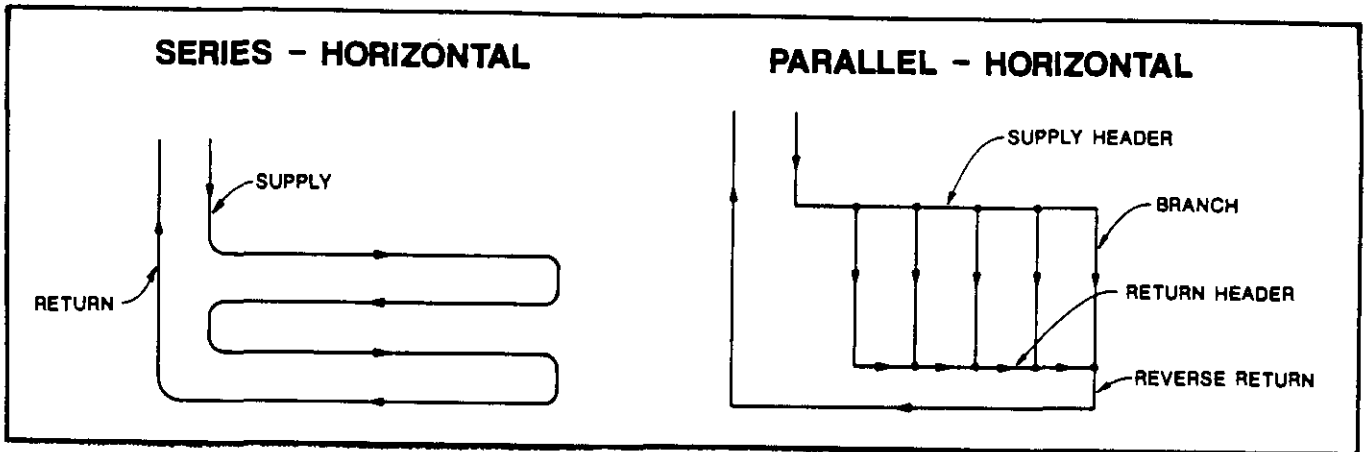 SERIES - HORIZONTAL
SUPPLY
RETURN
PARALLEL - HORIZONTAL
SUPPLY HEADER
BRANCH
RETURN HEADER
REVERSE RETURN